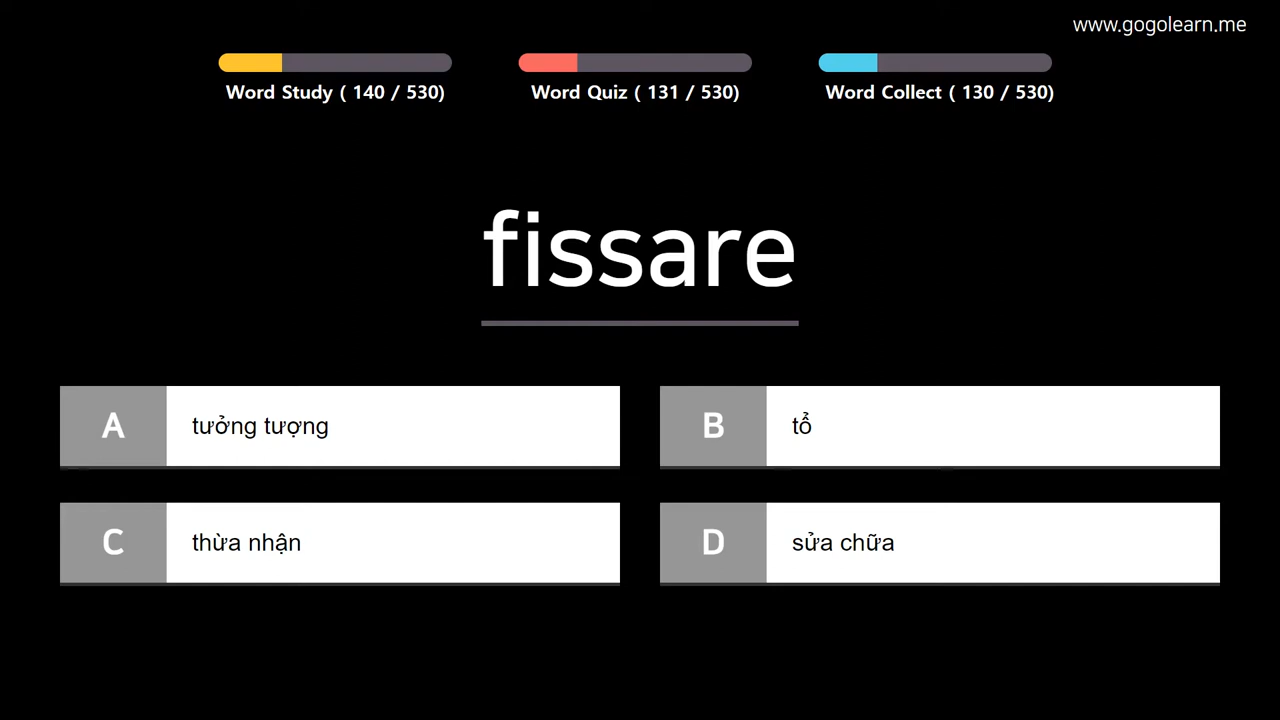 www.gogolearn.me
Word Study ( 140 / 530)
Word Quiz ( 131 / 530)
Word Collect ( 130 / 530)
fissare
A tưởng tượng
B tổ
C thừa nhận
D sửa chữa